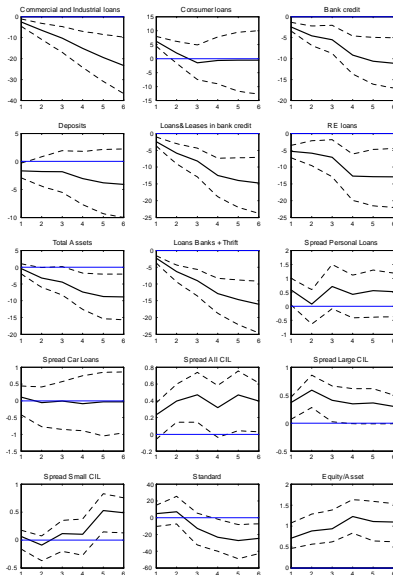 Commercial and Industrial loans
Consumer loans
Bank credit
0
-10
-20
-30
-40
1 2 3 4 5 6
15
10
5
0
-5
-10
-15
1 2 3 4 5 6
0
-5
-10
-15
-20
1 2 3 4 5 6
Deposits
Loans&Leases in bank credit
RE loans
5
0
-5
-10
1 2 3 4 5 6
0
-5
-10
-15
-20
-25
1 2 3 4 5 6
0
-5
-10
-15
-20
-25
1 2 3 4 5 6
Total Assets
Loans Banks + Thrift
Spread Personal Loans
5
0
-5
-10
-15
-20
1 2 3 4 5 6
0
-5
-10
-15
-20
-25
1 2 3 4 5 6
2
1.5
1
0.5
0
-0.5
-1
1 2 3 4 5 6
Spread Car Loans
Spread All CIL
Spread Large CIL
1
0.5
0
-0.5
-1
-1.5
1 2 3 4 5 6
0.8
0.6
0.4
0.2
0
-0.2
1 2 3 4 5 6
1
0.5
0
-0.5
1 2 3 4 5 6
Spread Small CIL
Standard
Equity/Asset
1
0.5
0
-0.5
1 2 3 4 5 6
40
20
0
-20
-40
-60
1 2 3 4 5 6
2
1.5
1
0.5
0
1 2 3 4 5 6